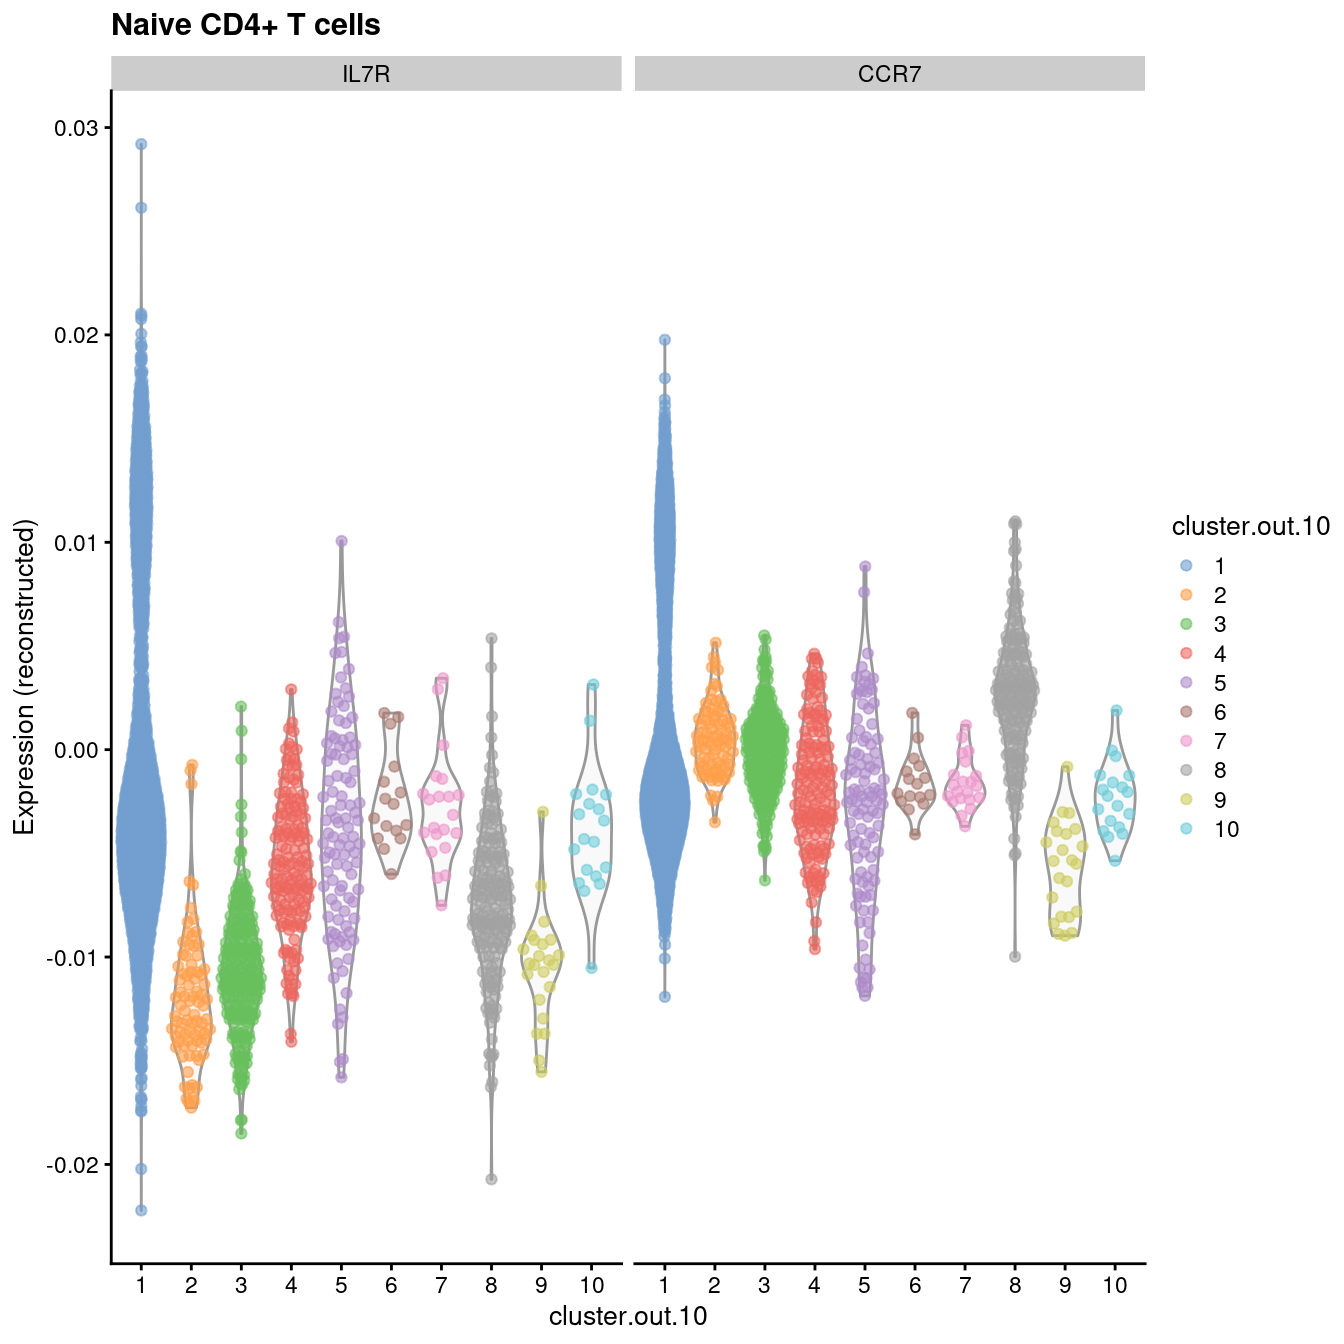 Naive CD4+ T cells
IL7R
CCR7
Expression (reconstructed)
0.03
0.02
0.01
0.00
-0.01
-0.02
1 2 3 4 5 6 7 8 9 10
1 2 3 4 5 6 7 8 9 10
cluster.out.10
cluster.out.10
1
2
3
4
5
6
7
8
9
10